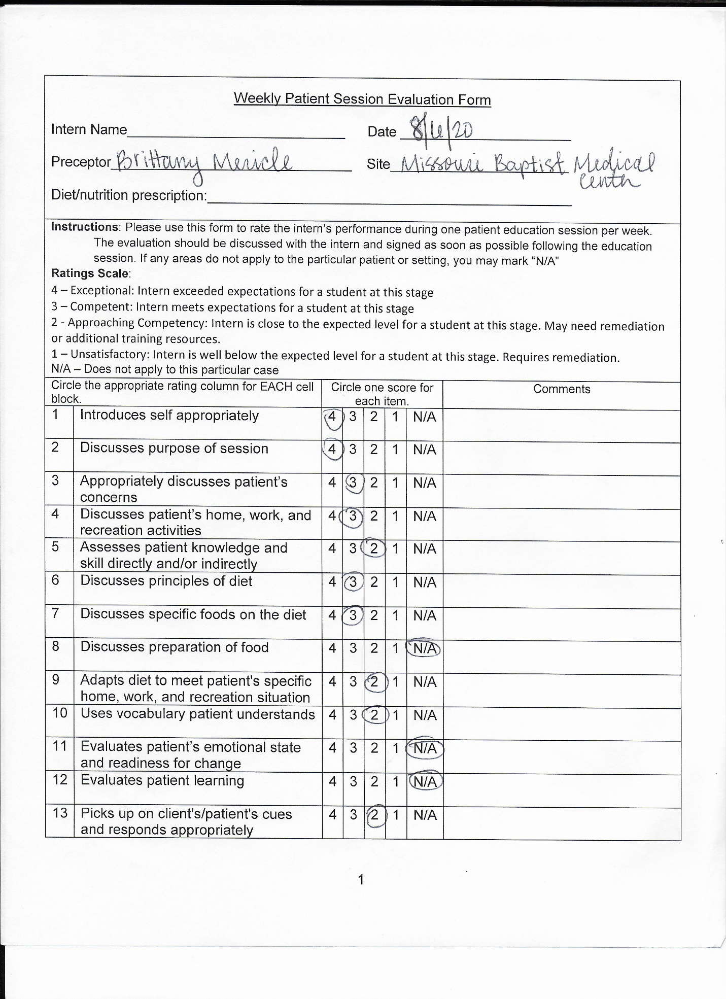 Weekly Patient Session Evaluation Form
Intern Name Date 8/6/20
Preceptor Brittany Mericle Site Missouri Baptist Medical
Center
Diet/nutrition prescription:
Instructions: Please use this form to rate the intern's performance during one patient education session per week.
The evaluation should be discussed with the intern and signed as soon as possible following the education
session. If any areas do not apply to the particular patient or setting, you may mark “N/A”
Ratings Scale:
4 – Exceptional: Intern exceeded expectations for a student at this stage
3 – Competent: Intern meets expectations for a student at this stage
2 - Approaching Competency: Intern is close to the expected level for a student at this stage. May need remediation
or additional training resources.
1 – Unsatisfactory: Intern is well below the expected level for a student at this stage. Requires remediation.
N/A – Does not apply to this particular case
Circle the appropriate rating column for EACH cell Circle one score for Comments
block. each item.
1 Introduces self appropriately 4 3 2 1 N/A
2 Discusses purpose of session 4 3 2 1 N/A
3 Appropriately discusses patient's 4 3 2 1 N/A
concerns
4 Discusses patient's home, work, and 4 3 2 1 N/A
recreation activities
5 Assesses patient knowledge and 4 3 2 1 N/A
skill directly and/or indirectly
6 Discusses principles of diet 4 3 2 1 N/A
7 Discusses specific foods on the diet 4 3 2 1 N/A
8 Discusses preparation of food 4 3 2 1 N/A
9 Adapts diet to meet patient's specific 4 3 2 1 N/A
home, work, and recreation situation
10 Uses vocabulary patient understands 4 3 2 1 N/A
11 Evaluates patient's emotional state 4 3 2 1 N/A
and readiness for change
12 Evaluates patient learning 4 3 2 1 N/A
13 Picks up on client's/patient's cues 4 3 2 1 N/A
and responds appropriately
1